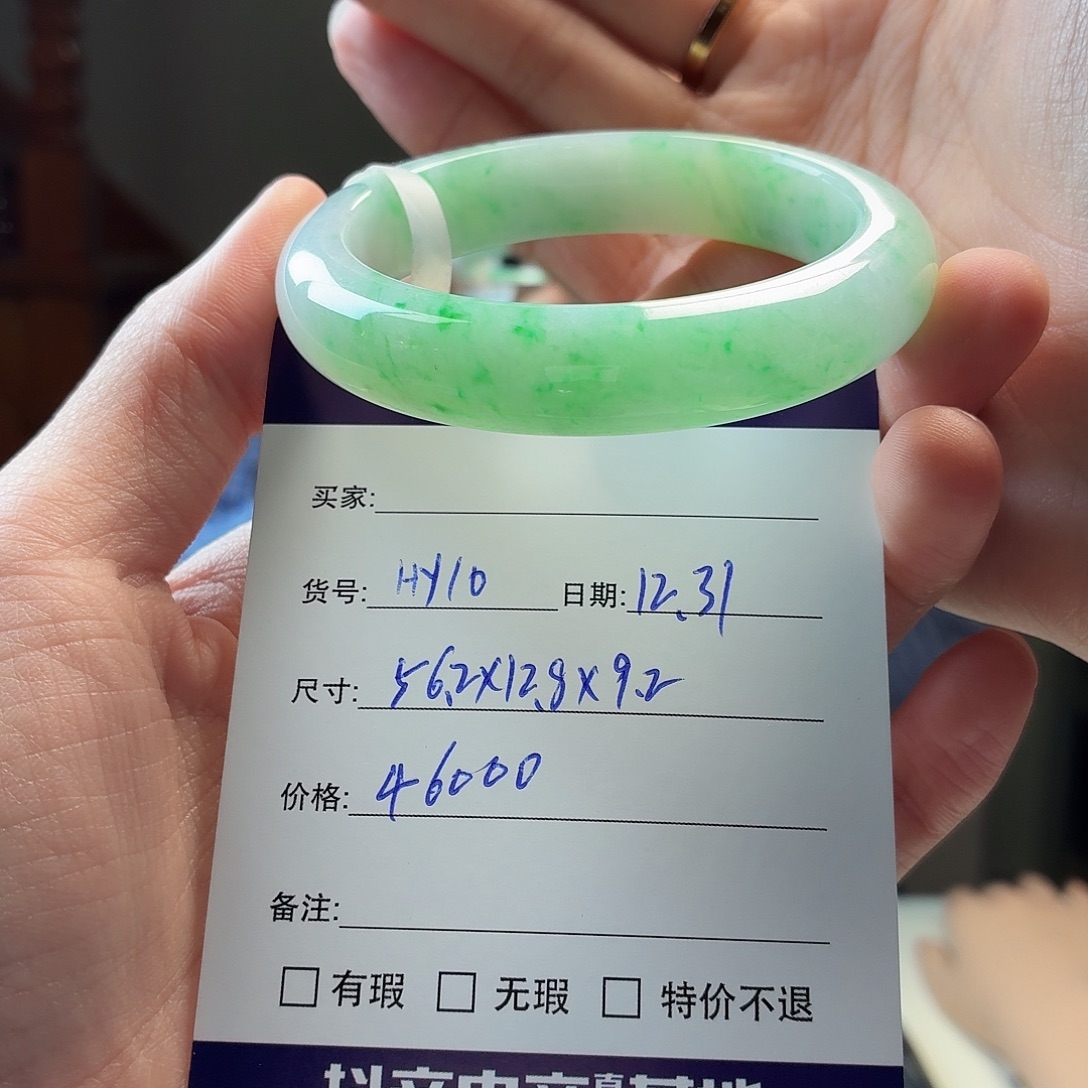 买家:
货号: HY10 日期: 12.31
尺寸: 56.2X12.9X9.2
价格: 46000
备注:
□ 有瑕 □ 无瑕 □ 特价不退